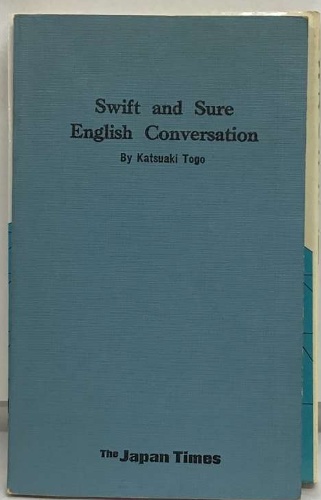 Swift and Sure
English Conversation
By Katsuaki Togo
The Japan Times